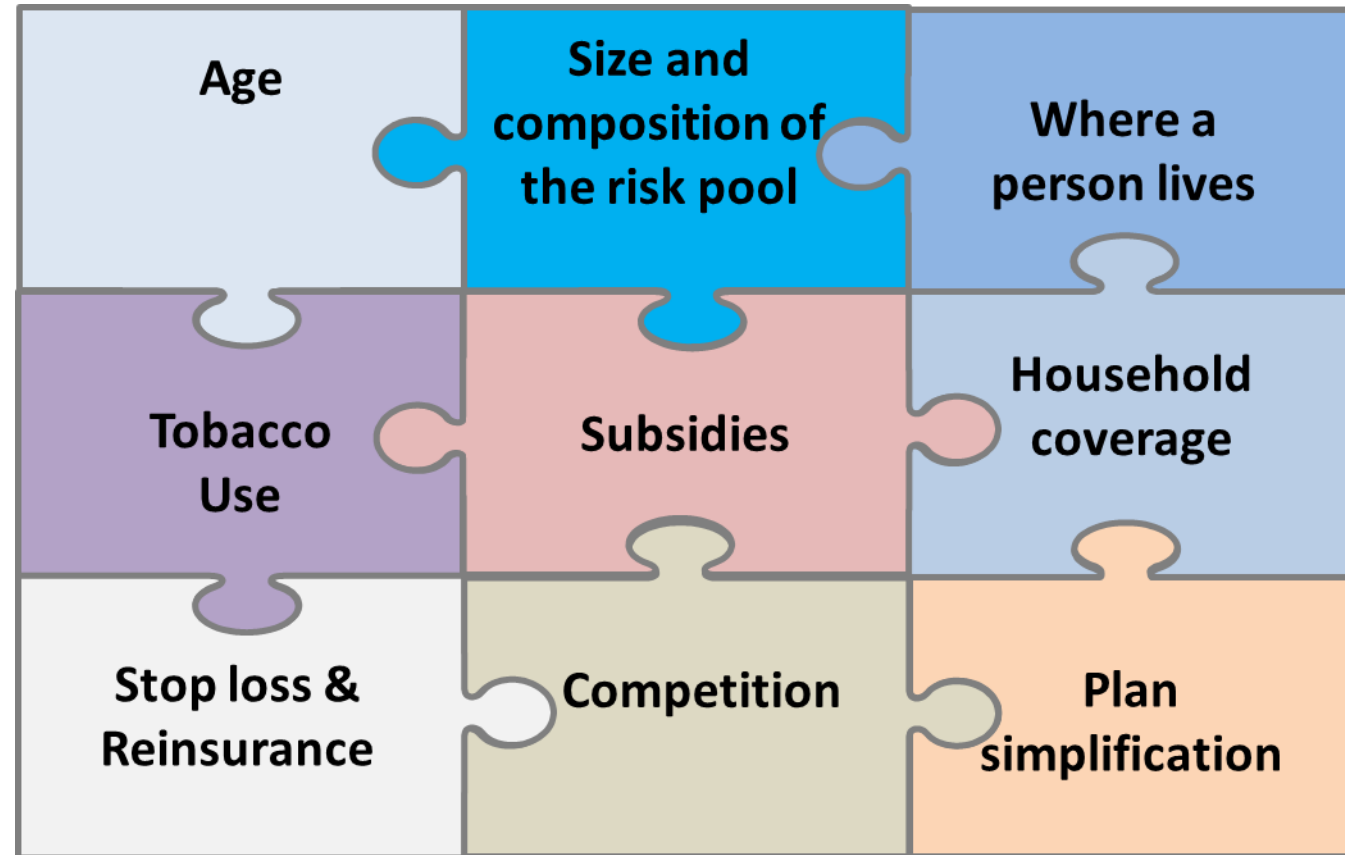 Age
Size and
composition of
the risk pool
Where a
person lives
Tobacco
Use
Subsidies
Household
coverage
Stop loss &
Reinsurance
Competition
Plan
simplification